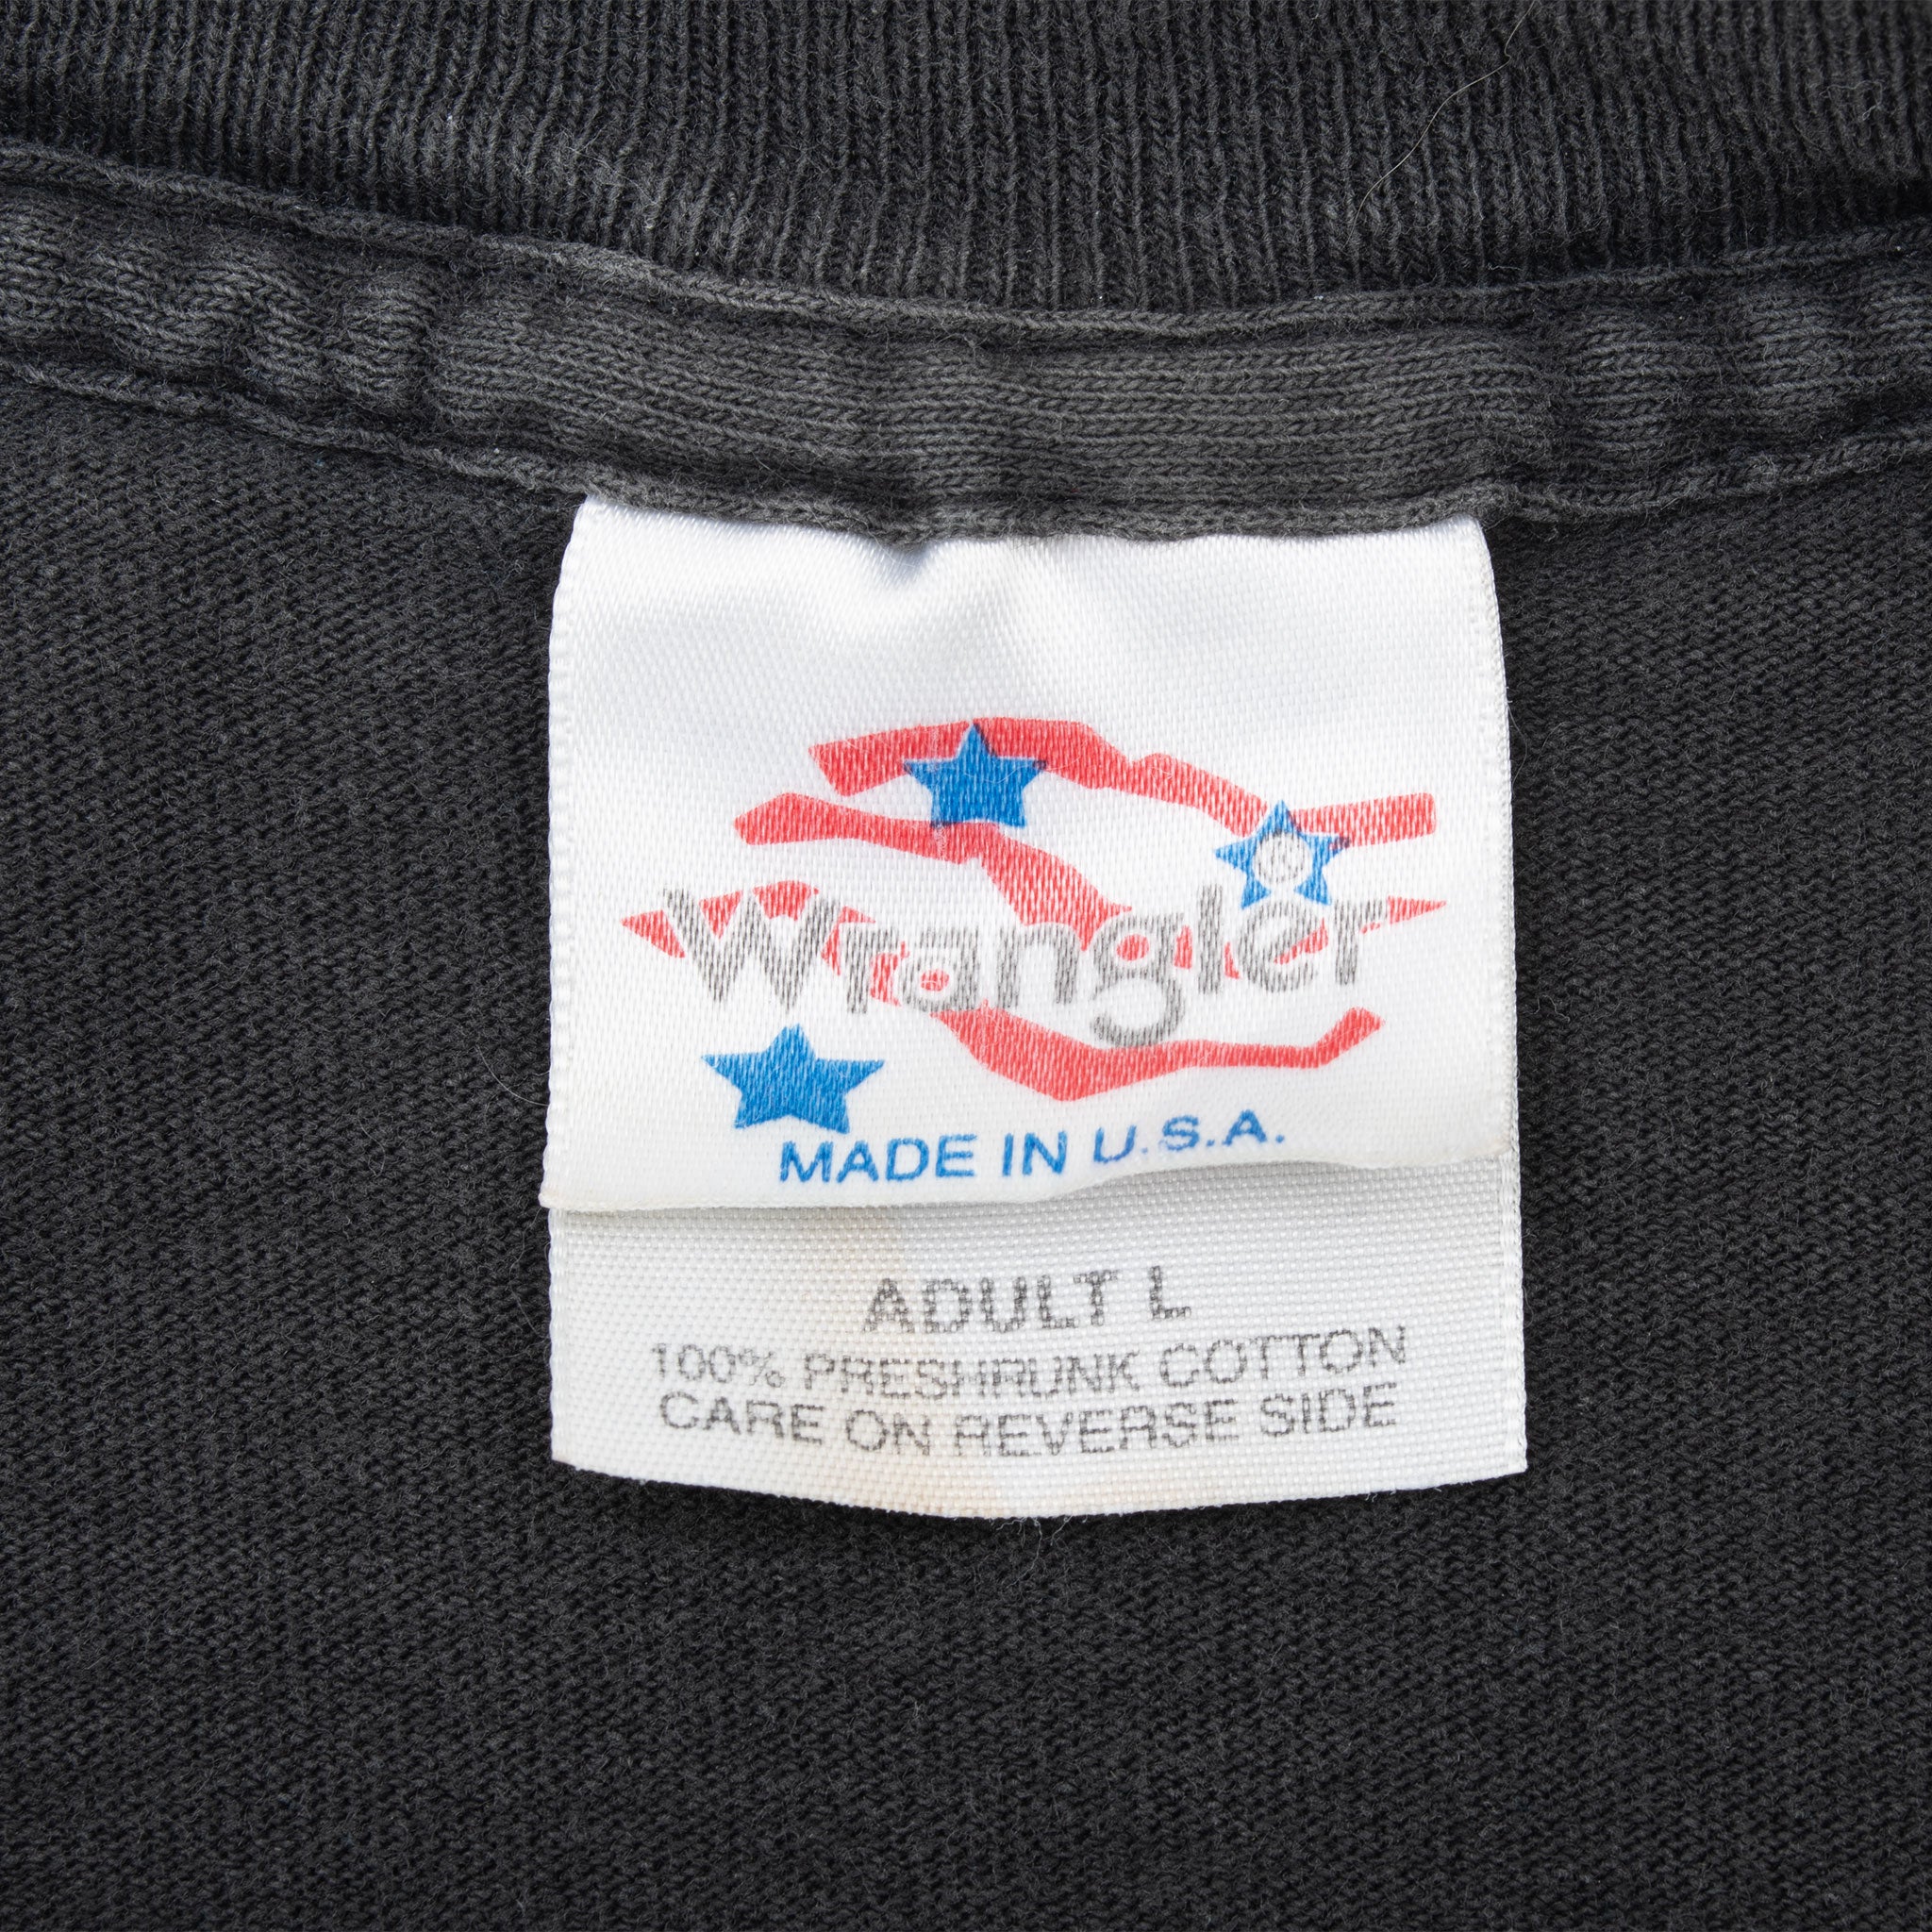 Wrangler
MADE IN U.S.A.
ADULT L
100% PRESHRUNK COTTON
CARE ON REVERSE SIDE